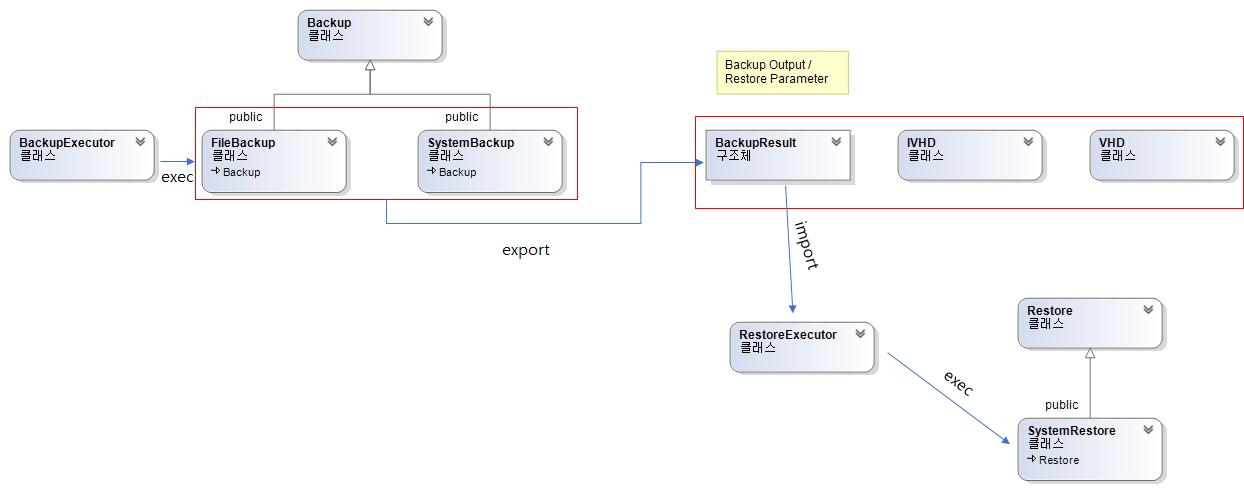 Backup
클래스
Backup Output /
Restore Parameter
public
public
BackupExecutor
클래스
exec
FileBackup
클래스
Backup
SystemBackup
클래스
Backup
BackupResult
구조체
IVHD
클래스
VHD
클래스
export
import
RestoreExecutor
클래스
Restore
클래스
exec
public
SystemRestore
클래스
Restore